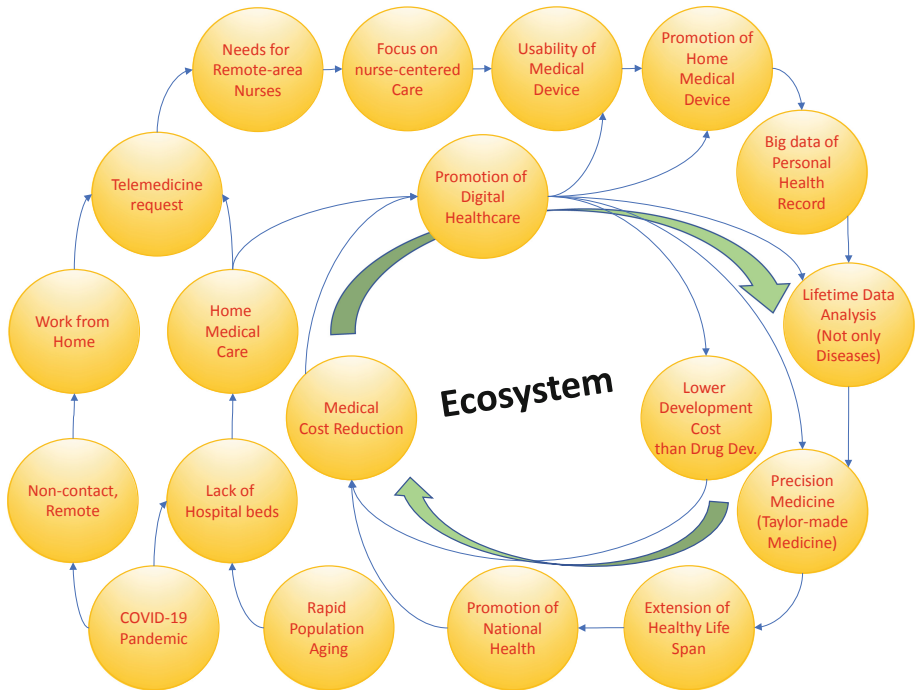 Needs for
Remote-area
Nurses
Focus on
nurse-centered
Care
Usability of
Medical
Device
Promotion of
Home
Medical
Device
Big data of
Personal
Health
Record
Telemedicine
request
Promotion of
Digital
Healthcare
Work from
Home
Home
Medical
Care
Lifetime Data
Analysis
(Not only
Diseases)
Ecosystem
Medical
Cost Reduction
Lower
Development
Cost
than Drug Dev.
Non-contact,
Remote
Lack of
Hospital beds
Precision
Medicine
(Taylor-made
Medicine)
COVID-19
Pandemic
Rapid
Population
Aging
Promotion of
National
Health
Extension of
Healthy Life
Span